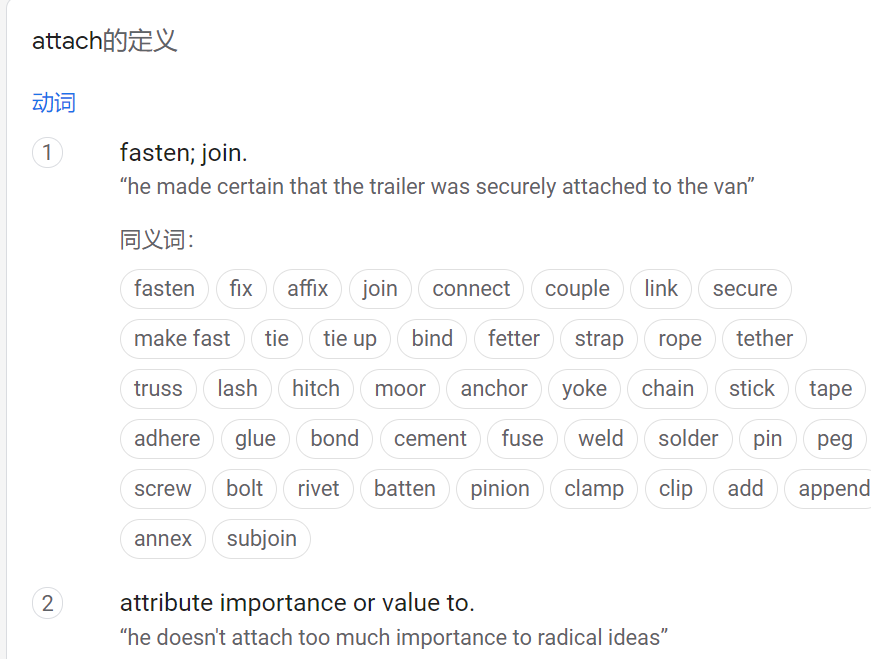 attach的定义
动词
1 fasten; join.
“he made certain that the trailer was securely attached to the van”
同义词：
fasten fix affix join connect couple link secure
make fast tie tie up bind fetter strap rope tether
truss lash hitch moor anchor yoke chain stick tape
adhere glue bond cement fuse weld solder pin peg
screw bolt rivet batten pinion clamp clip add append
annex subjoin
2 attribute importance or value to.
“he doesn't attach too much importance to radical ideas”